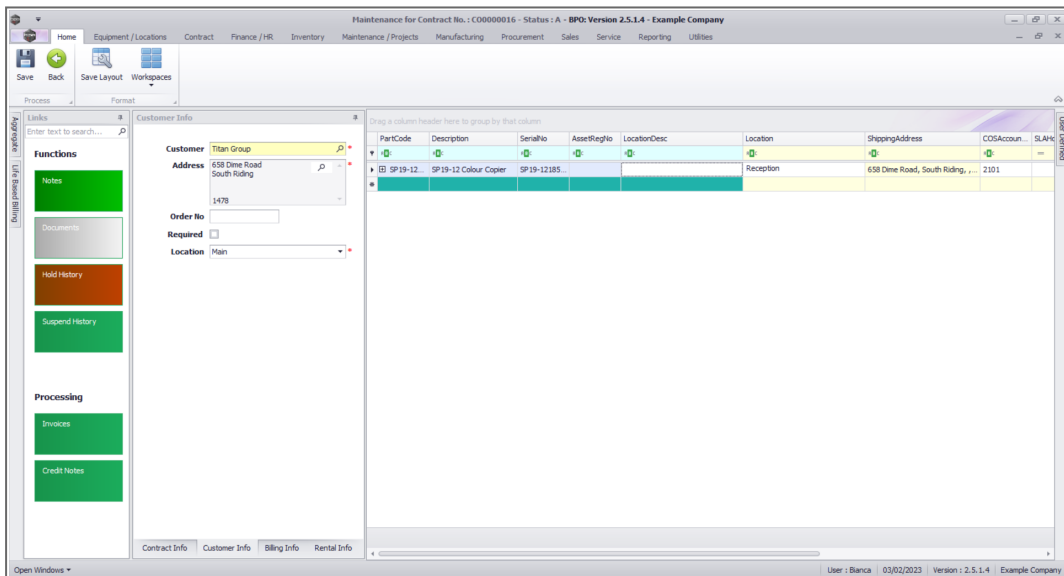 Maintenance for Contract No. : CO0000016 - Status : A - BPO: Version 2.5.1.4 - Example Company
Home Equipment / Locations Contract Finance / HR Inventory Maintenance / Projects Manufacturing Procurement Sales Service Reporting Utilities
Save Back Save Layout Workspaces
Process Format
Aggregate
Life Based Billing
Links
Enter text to search...
Functions
Notes
Documents
Hold History
Suspend History
Processing
Invoices
Credit Notes
Customer Info
Customer Titan Group *
Address 658 Dime Road *
South Riding
1478
Order No
Required
Location Main *
Contract Info Customer Info Billing Info Rental Info
Drag a column header here to group by that column
PartCode Description SerialNo AssetRegNo LocationDesc Location ShippingAddress COSAccoun... SLAHo
SP19-12... SP19-12 Colour Copier SP19-12185... Reception 658 Dime Road, South Riding, , ... 2101
User Defined
Open Windows User : Bianca 03/02/2023 Version : 2.5.1.4 Example Company